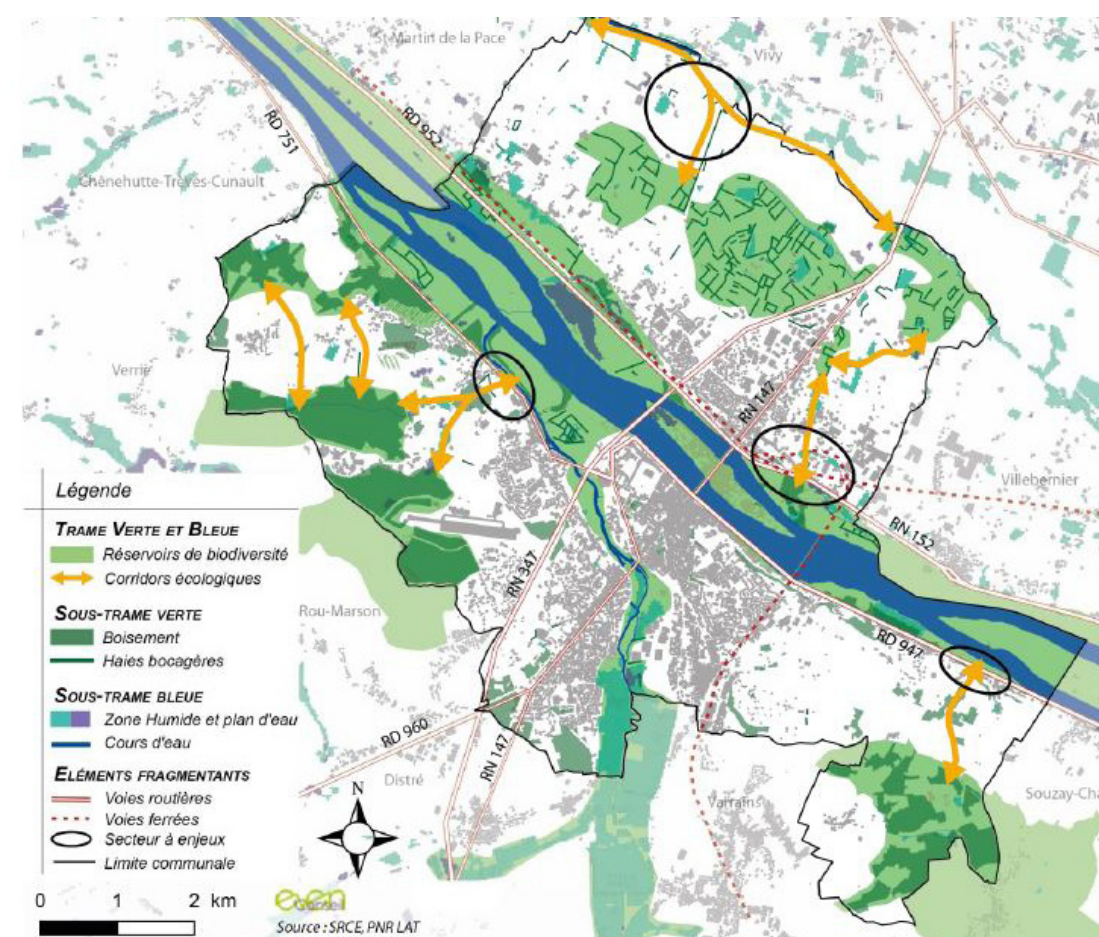 St-Martin de la Pace
Vivy
RD 751
RD 952
Chênehutte-Trèves-Cunault
Verrie
RN 147
Villebernier
RN 152
Légende
TRAME VERTE ET BLEUE
Réservoirs de biodiversité
Corridors écologiques
SOUS-TRAME VERTE
Boisement
Haies bocagères
SOUS-TRAME BLEUE
Zone Humide et plan d'eau
Cours d'eau
ELÉMENTS FRAGMENTANTS
Voies routières
Voies ferrées
Secteur à enjeux
Limite communale
0 1 2 km
Rou-Marson
RN 347
RD 947
RD 960
RN 147
Distré
Varrains
Souzay-Cha
N
even
Conseil
Source : SRCE, PNR LAT